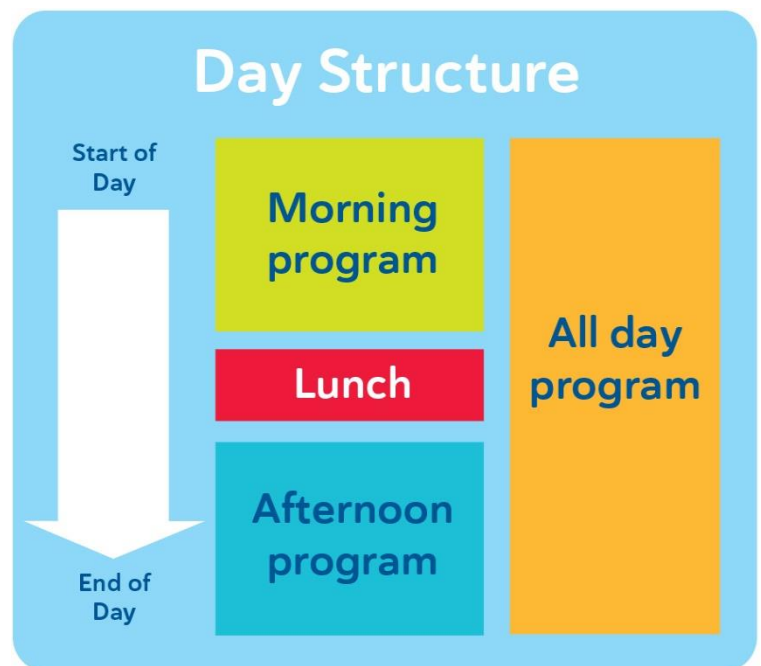 Day Structure
Start of
Day
Morning
program
Lunch
Afternoon
program
All day
program
End of
Day